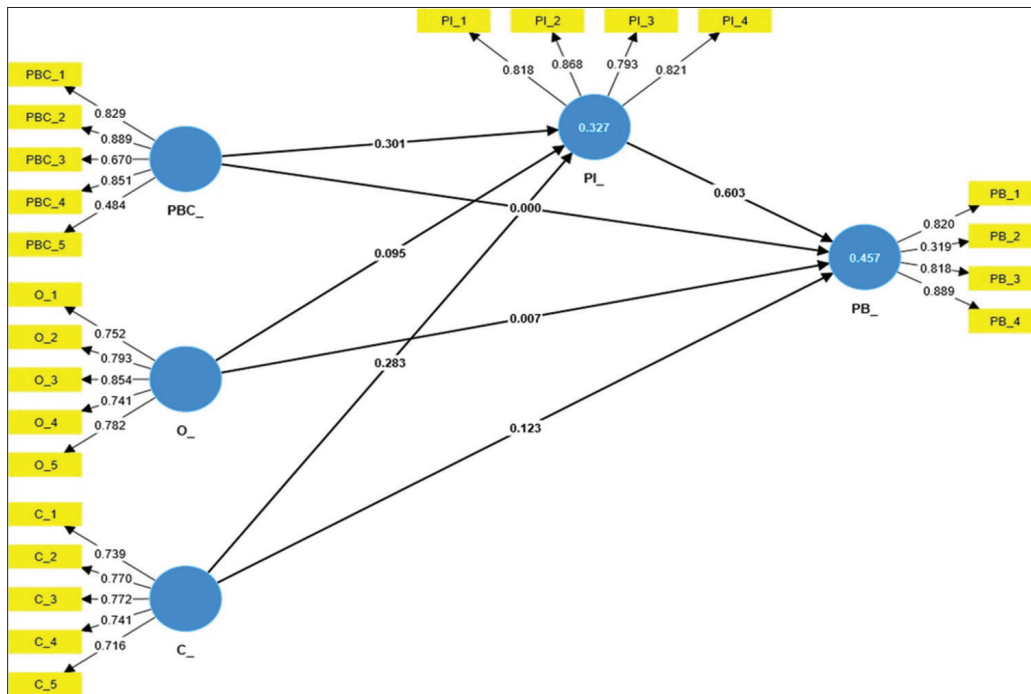 PI_1
PI_2
PI_3
PI_4
0.818
0.868
0.793
0.821
PBC_1
PBC_2
PBC_3
PBC_4
PBC_5
0.829
0.889
0.670
0.851
0.484
PBC_
0.327
PI_
0.301
0.000
0.603
0.095
0.007
0.283
0.123
O_1
O_2
O_3
O_4
O_5
0.752
0.793
0.854
0.741
0.782
O_
C_1
C_2
C_3
C_4
C_5
0.739
0.770
0.772
0.741
0.716
C_
0.457
PB_
0.820
0.319
0.818
0.889
PB_1
PB_2
PB_3
PB_4